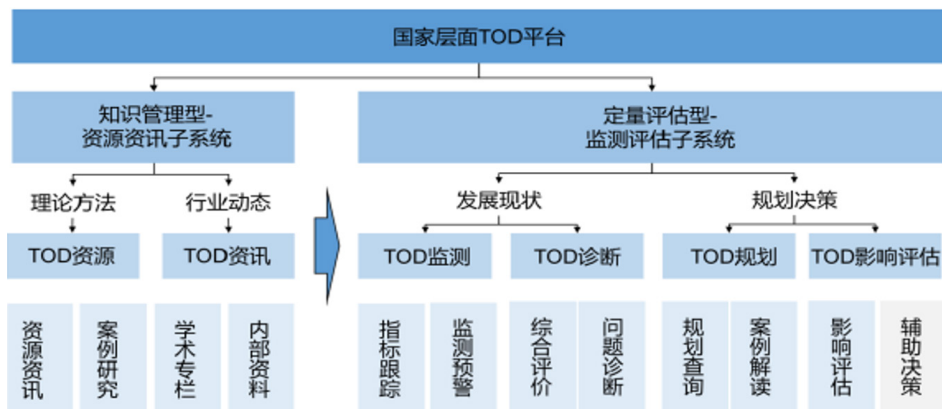 国家层面TOD平台
知识管理型-
资源资讯子系统
定量评估型-
监测评估子系统
理论方法
行业动态
发展现状
规划决策
TOD资源
TOD资讯
TOD监测
TOD诊断
TOD规划
TOD影响评估
资源资讯
案例研究
学术专栏
内部资料
指标跟踪
监测预警
综合评价
问题诊断
规划查询
案例解读
影响评估
辅助决策